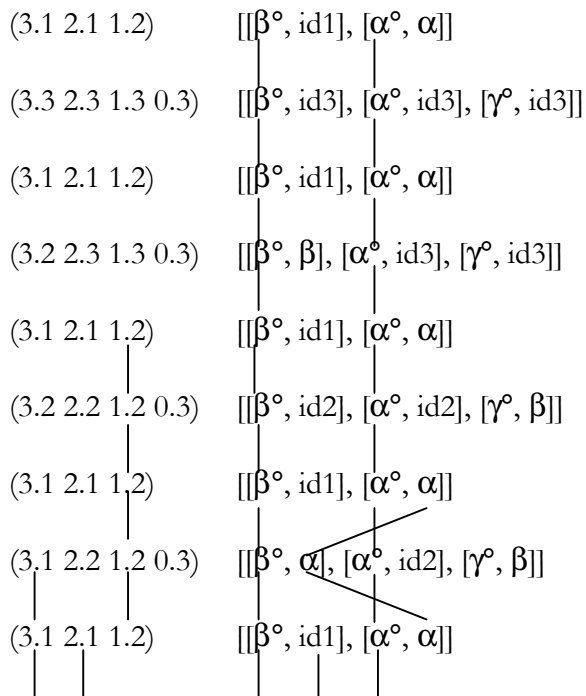 (3.1 2.1 1.2) [[β°, id1], [α°, α]]
(3.3 2.3 1.3 0.3) [[β°, id3], [α°, id3], [γ°, id3]]
(3.1 2.1 1.2) [[β°, id1], [α°, α]]
(3.2 2.3 1.3 0.3) [[β°, β], [α°, id3], [γ°, id3]]
(3.1 2.1 1.2) [[β°, id1], [α°, α]]
(3.2 2.2 1.2 0.3) [[β°, id2], [α°, id2], [γ°, β]]
(3.1 2.1 1.2) [[β°, id1], [α°, α]]
(3.1 2.2 1.2 0.3) [[β°, α], [α°, id2], [γ°, β]]
(3.1 2.1 1.2) [[β°, id1], [α°, α]]